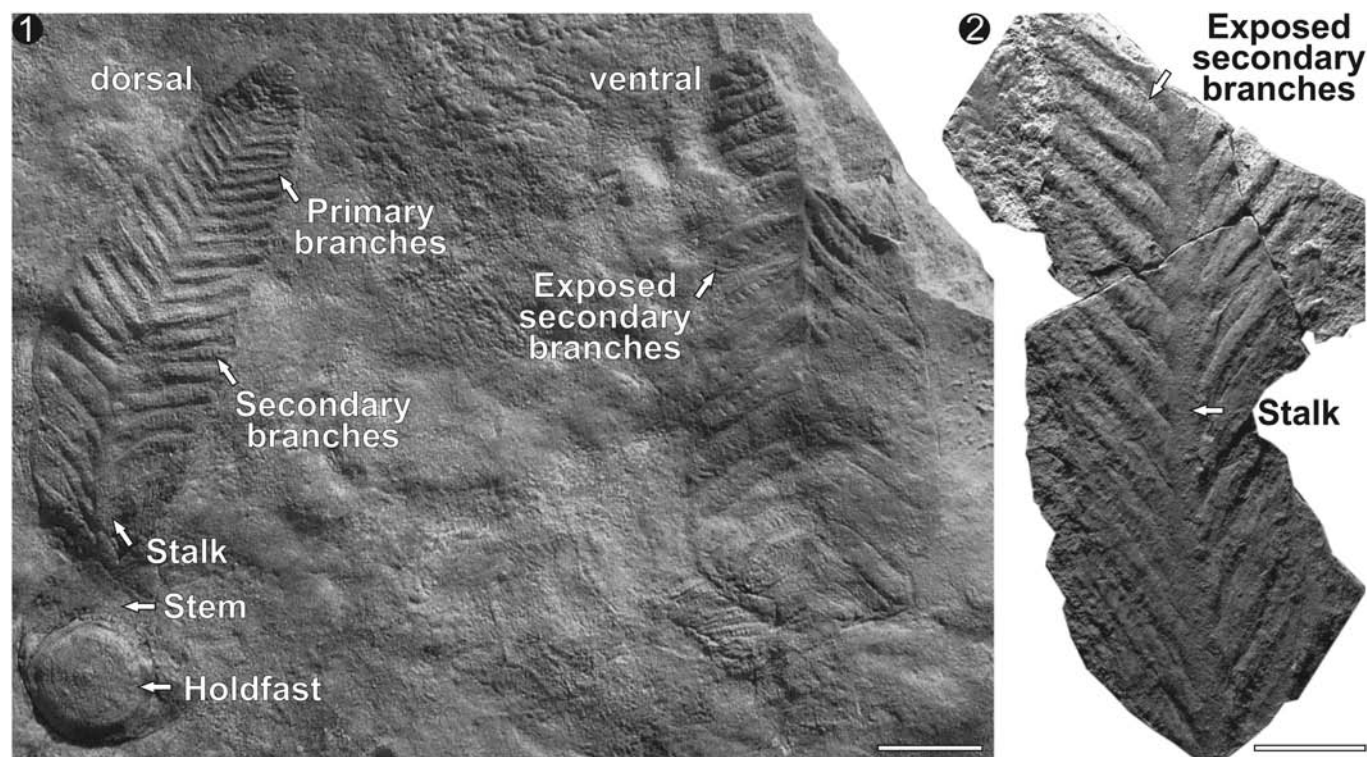 1
dorsal
ventral
Primary
branches
Exposed
secondary
branches
Secondary
branches
Stalk
Stem
Holdfast
2
Exposed
secondary
branches
Stalk